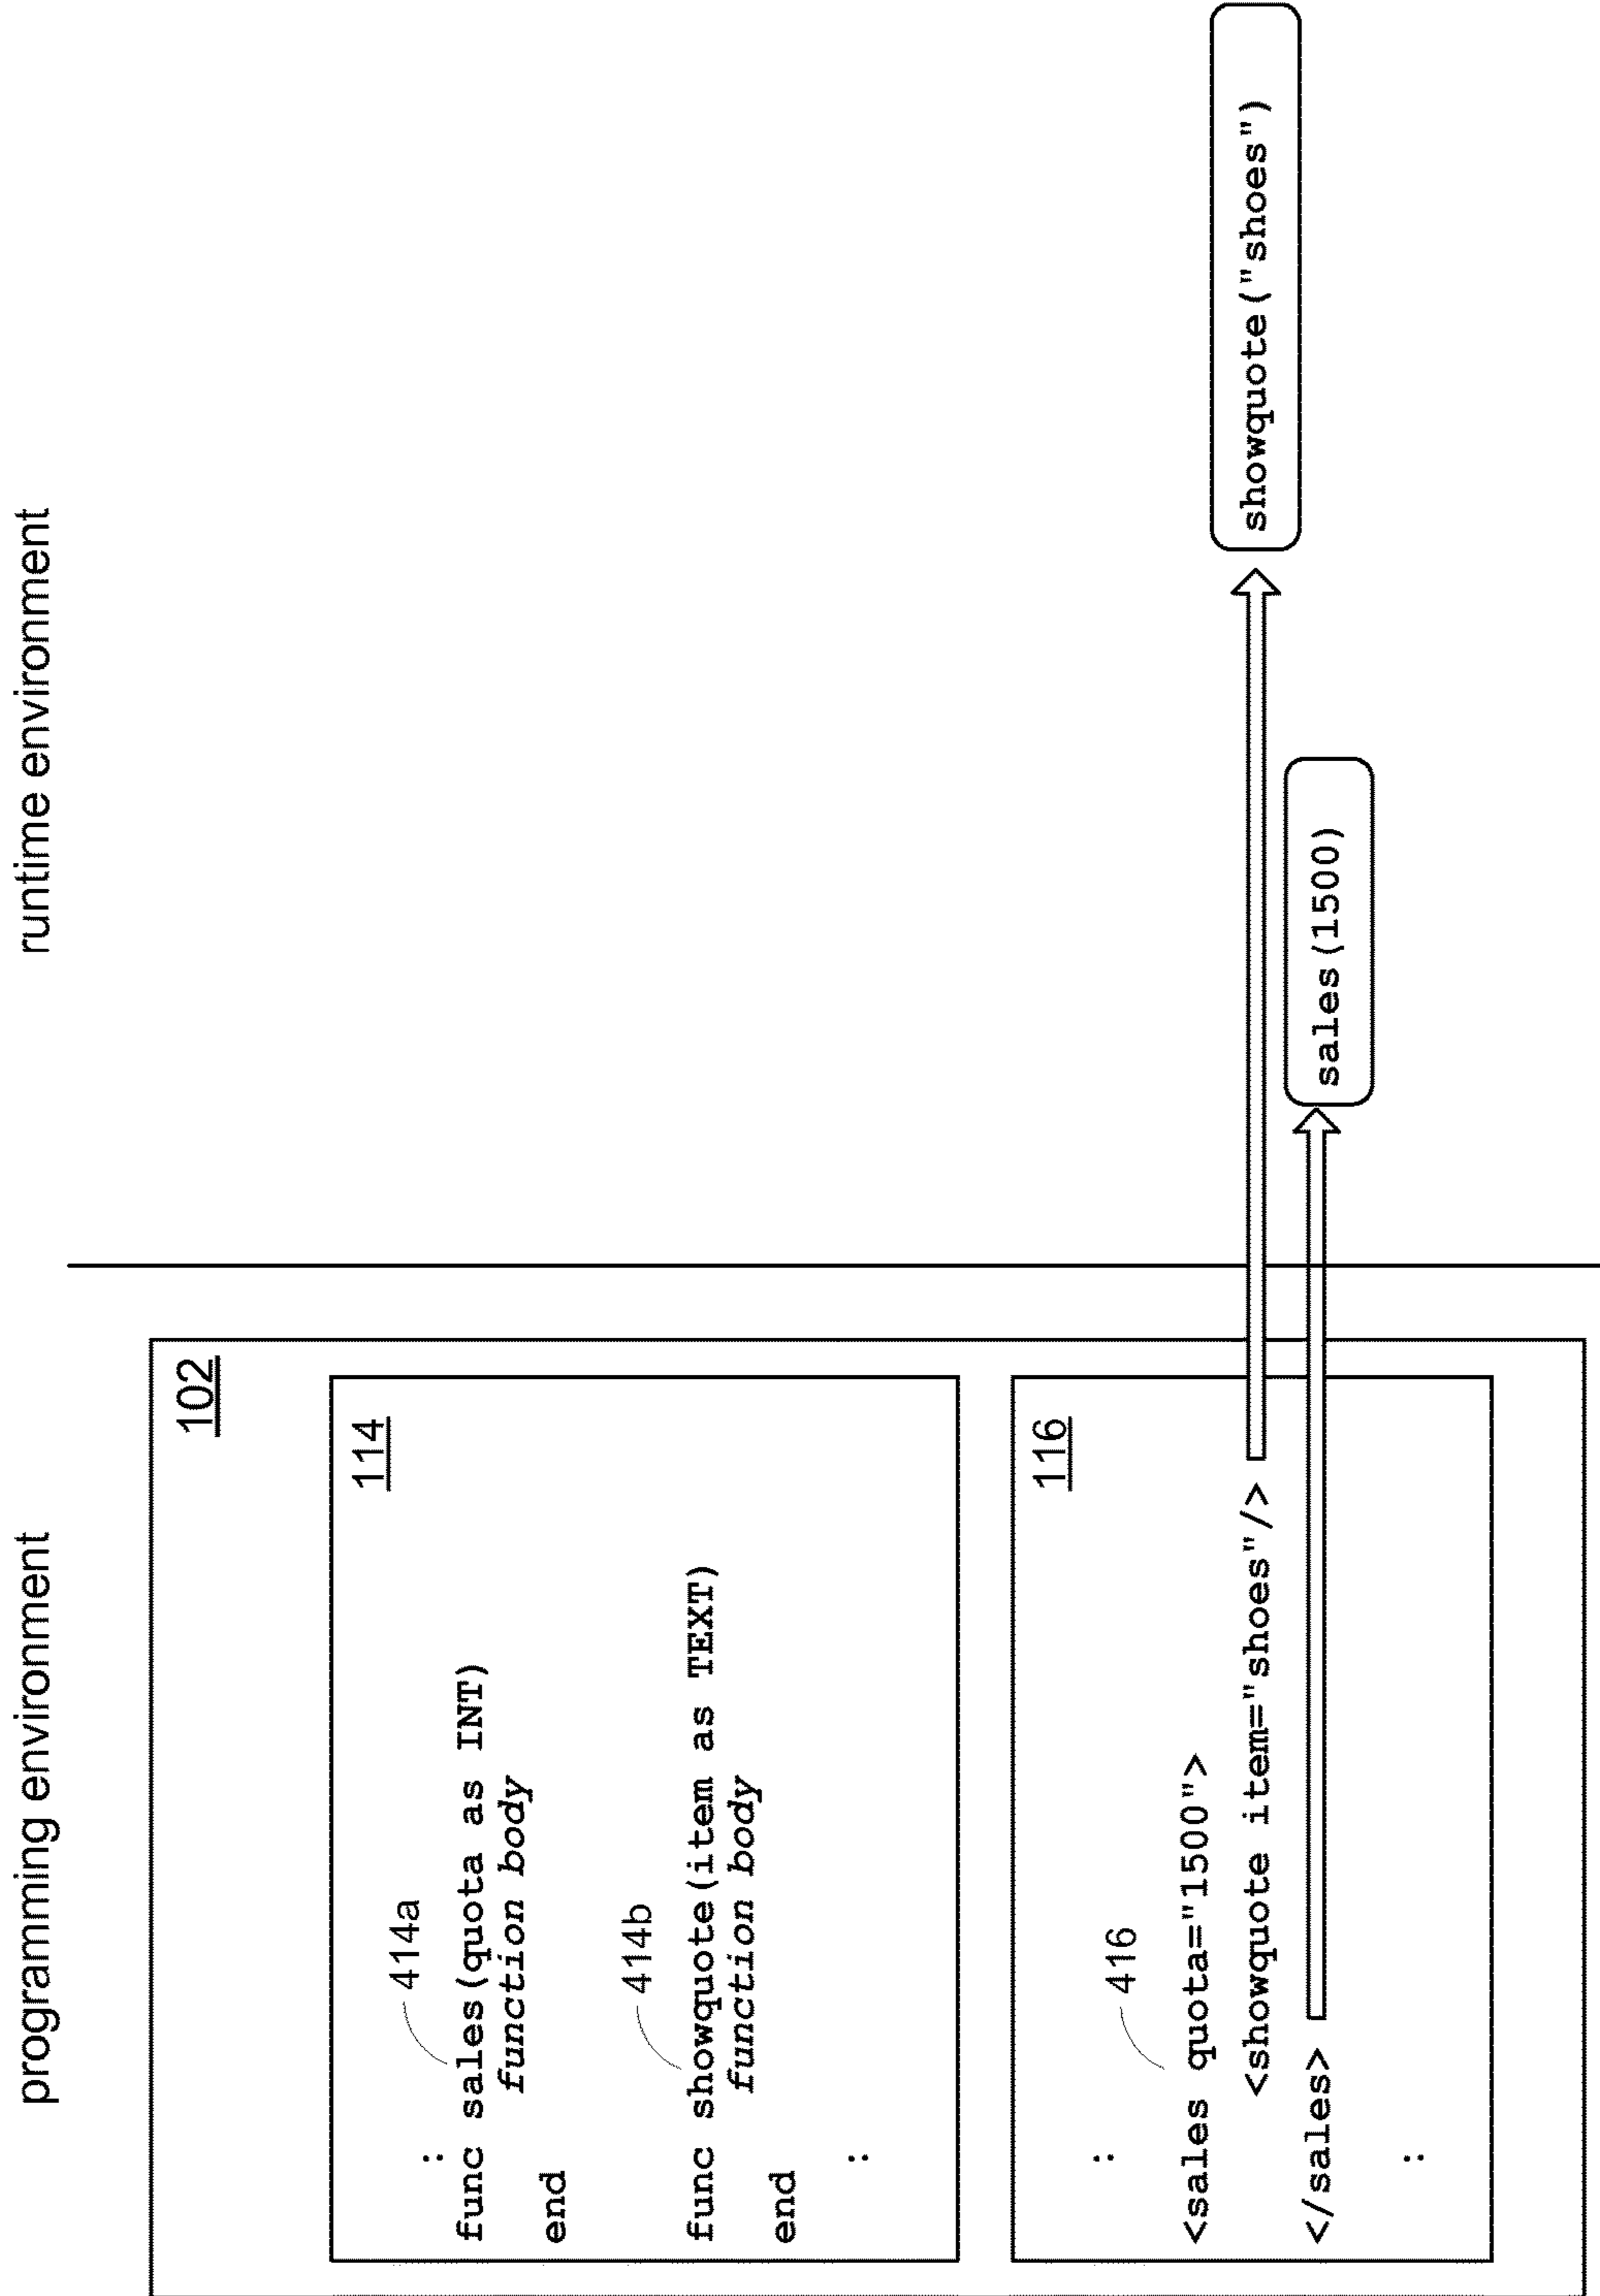 programming environment
runtime environment
102
114
:
414a
func sales(quota as INT)
function body
end
414b
func showquote(item as TEXT)
function body
end
:
116
:
416
<sales quota="1500">
<showquote item="shoes"/>
showquote("shoes")
</sales>
sales(1500)
: